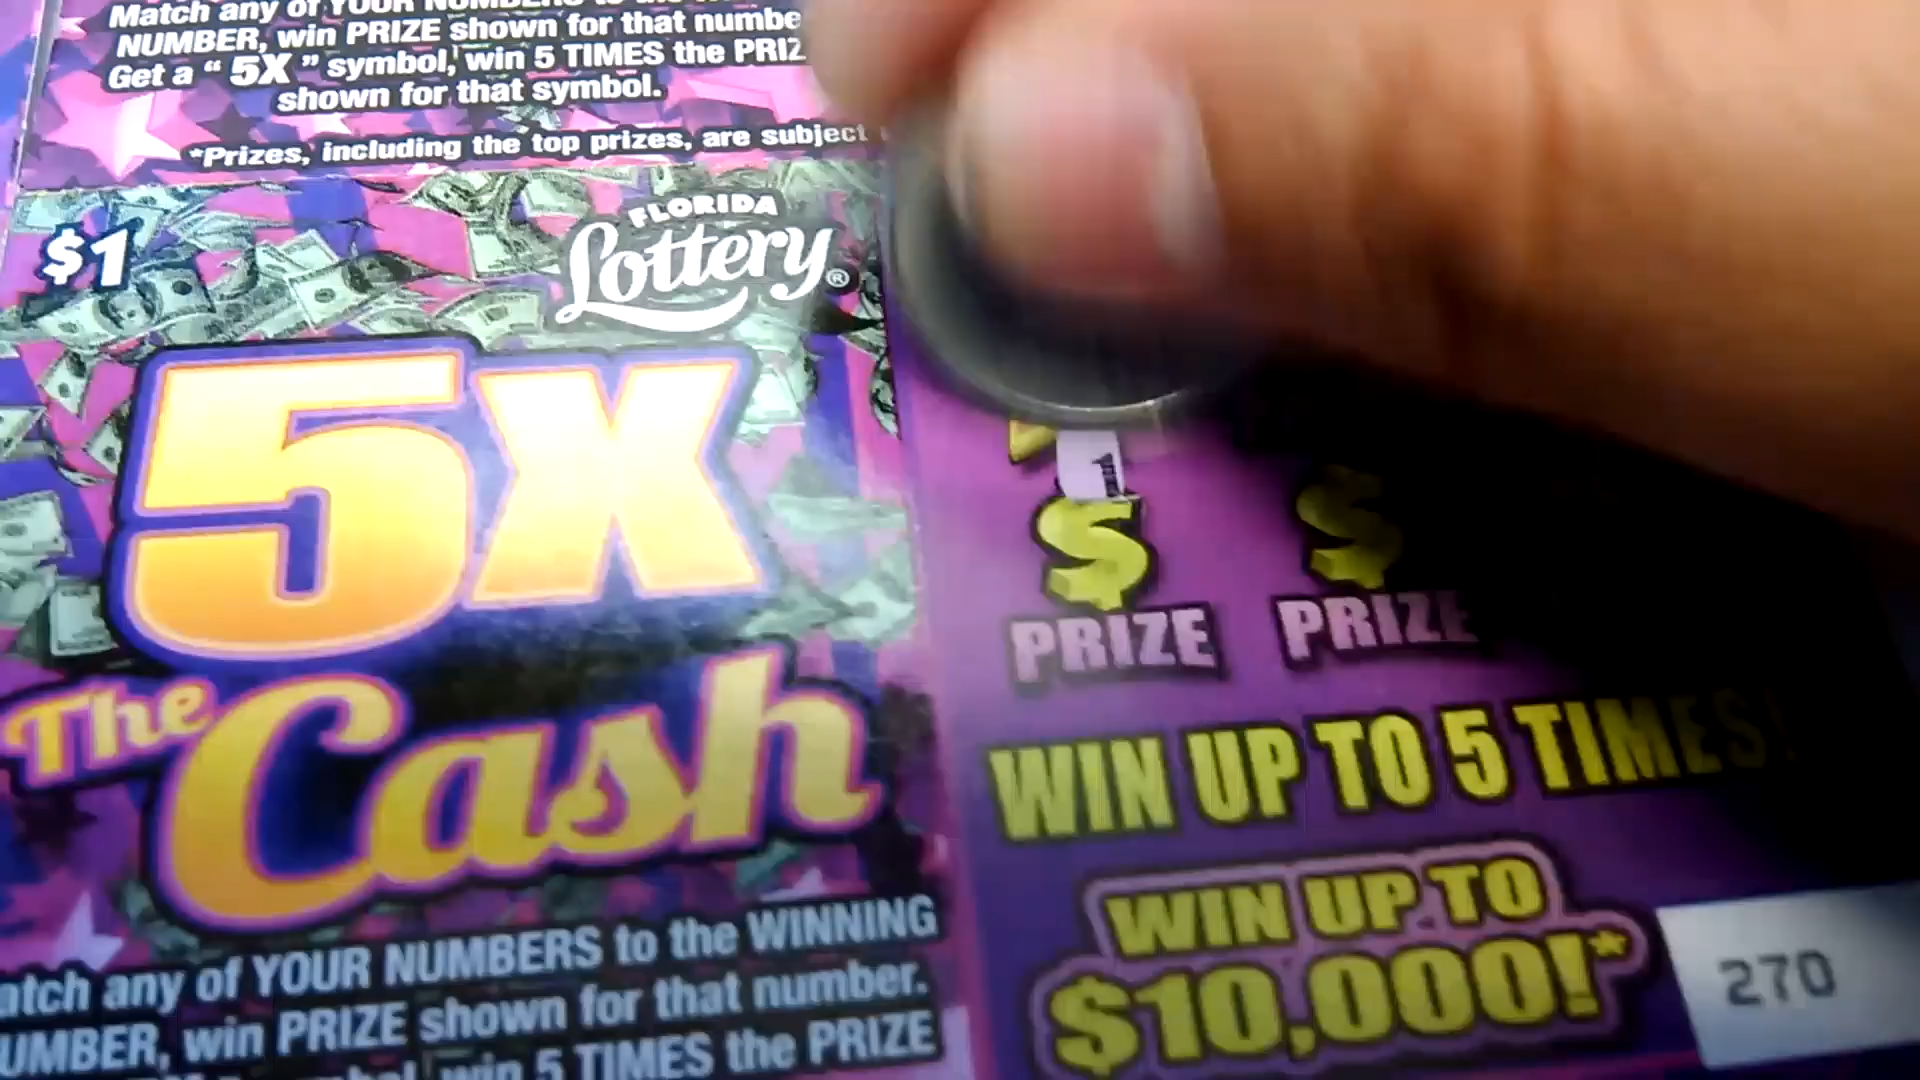 Match any of YOUR
NUMBER, win PRIZE shown for that numbe
Get a “ 5X ” symbol, win 5 TIMES the PRIZ
shown for that symbol.
*Prizes, including the top prizes, are subject
$1
FLORIDA
Lottery®
5X
The Cash
atch any of YOUR NUMBERS to the WINNING
UMBER, win PRIZE shown for that number.
win 5 TIMES the PRIZE
1
$ $
PRIZE PRIZE
WIN UP TO 5 TIMES!
WIN UP TO
$10,000!*
270